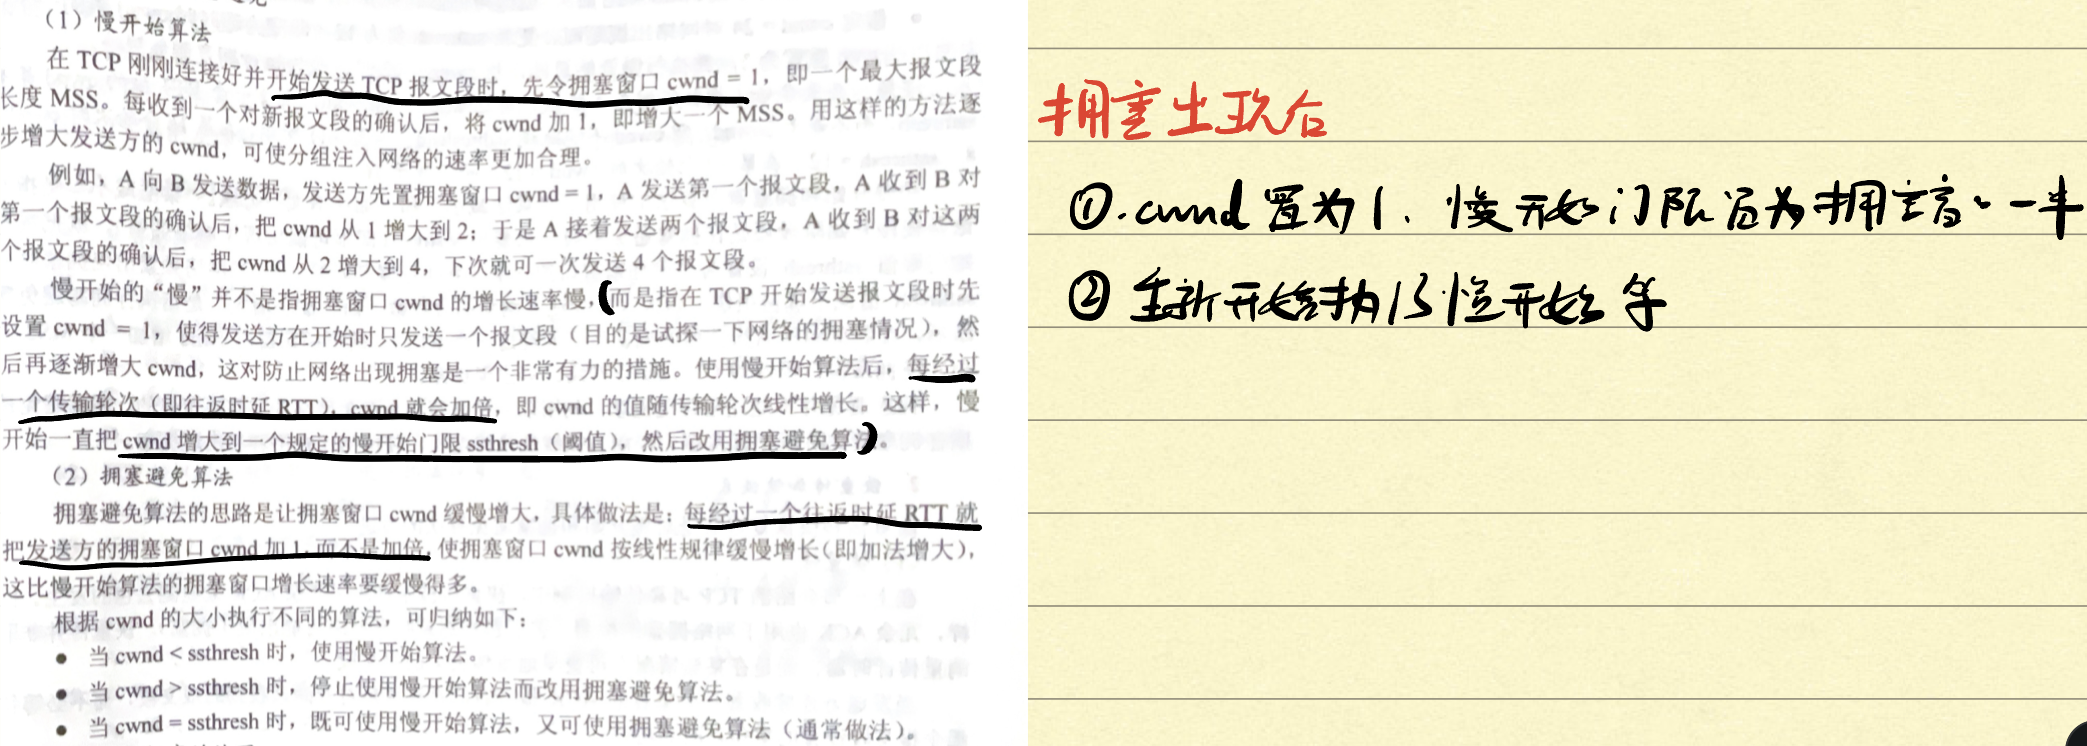 （1）慢开始算法
在 TCP 刚刚连接好并开始发送 TCP 报文段时，先令拥塞窗口 cwnd = 1，即一个最大报文段
长度 MSS。每收到一个对新报文段的确认后，将 cwnd 加 1，即增大一个 MSS。用这样的方法逐
步增大发送方的 cwnd，可使分组注入网络的速率更加合理。
例如，A 向 B 发送数据，发送方先置拥塞窗口 cwnd = 1，A 发送第一个报文段，A 收到 B 对
第一个报文段的确认后，把 cwnd 从 1 增大到 2；于是 A 接着发送两个报文段，A 收到 B 对这两
个报文段的确认后，把 cwnd 从 2 增大到 4，下次就可一次发送 4 个报文段。
慢开始的“慢”并不是指拥塞窗口 cwnd 的增长速率慢，而是指在 TCP 开始发送报文段时先
设置 cwnd = 1，使得发送方在开始时只发送一个报文段（目的是试探一下网络的拥塞情况），然
后再逐渐增大 cwnd，这对防止网络出现拥塞是一个非常有力的措施。使用慢开始算法后，每经过
一个传输轮次（即往返时延 RTT），cwnd 就会加倍，即 cwnd 的值随传输轮次线性增长。这样，慢
开始一直把 cwnd 增大到一个规定的慢开始门限 ssthresh（阈值），然后改用拥塞避免算法。
（2）拥塞避免算法
拥塞避免算法的思路是让拥塞窗口 cwnd 缓慢增大，具体做法是：每经过一个往返时延 RTT 就
把发送方的拥塞窗口 cwnd 加 1，而不是加倍，使拥塞窗口 cwnd 按线性规律缓慢增长（即加法增大），
这比慢开始算法的拥塞窗口增长速率要缓慢得多。
根据 cwnd 的大小执行不同的算法，可归纳如下：
● 当 cwnd < ssthresh 时，使用慢开始算法。
● 当 cwnd > ssthresh 时，停止使用慢开始算法而改用拥塞避免算法。
● 当 cwnd = ssthresh 时，既可使用慢开始算法，又可使用拥塞避免算法（通常做法）。
拥塞出现后
①. cwnd 置为 1. 慢开始门限置为拥塞 一半
② 重新开始执行慢开始